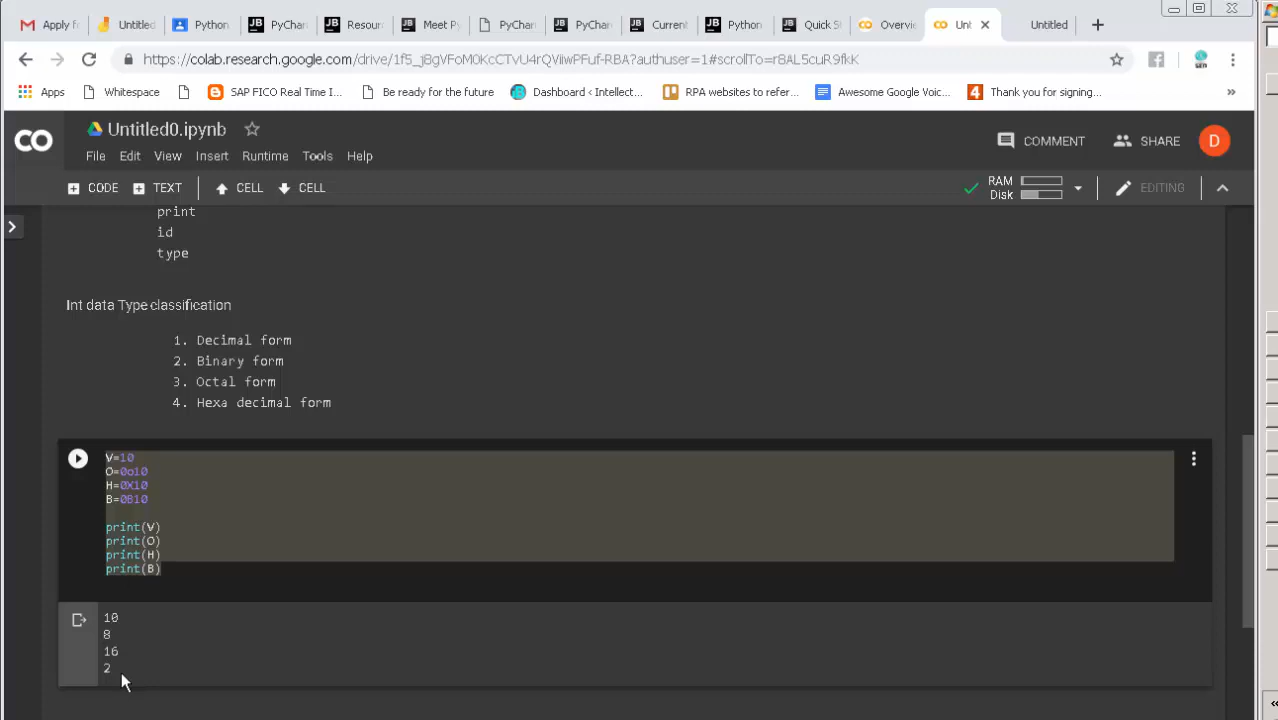 Apply f
Untitled
Python
PyChar
Resour
Meet Py
PyChar
PyChar
Current
Python
Quick
Overvie
Unt
Untitled
https://colab.research.google.com/drive/1f5_j8gVFoM0KcCTvU4rQViiwPFuf-RBA?authuser=1#scrollTo=r8AL5cuR9fkK
Apps
Whitespace
SAP FICO Real Time I...
Be ready for the future
Dashboard ‹ Intellect...
RPA websites to refer...
Awesome Google Voic...
Thank you for signing...
Untitled0.ipynb
COMMENT
SHARE
D
File Edit View Insert Runtime Tools Help
CODE TEXT CELL CELL
RAM
Disk
EDITING
print
id
type
Int data Type classification
1. Decimal form
2. Binary form
3. Octal form
4. Hexa decimal form
V=10
O=0o10
H=0X10
B=0B10
print(V)
print(O)
print(H)
print(B)
10
8
16
2